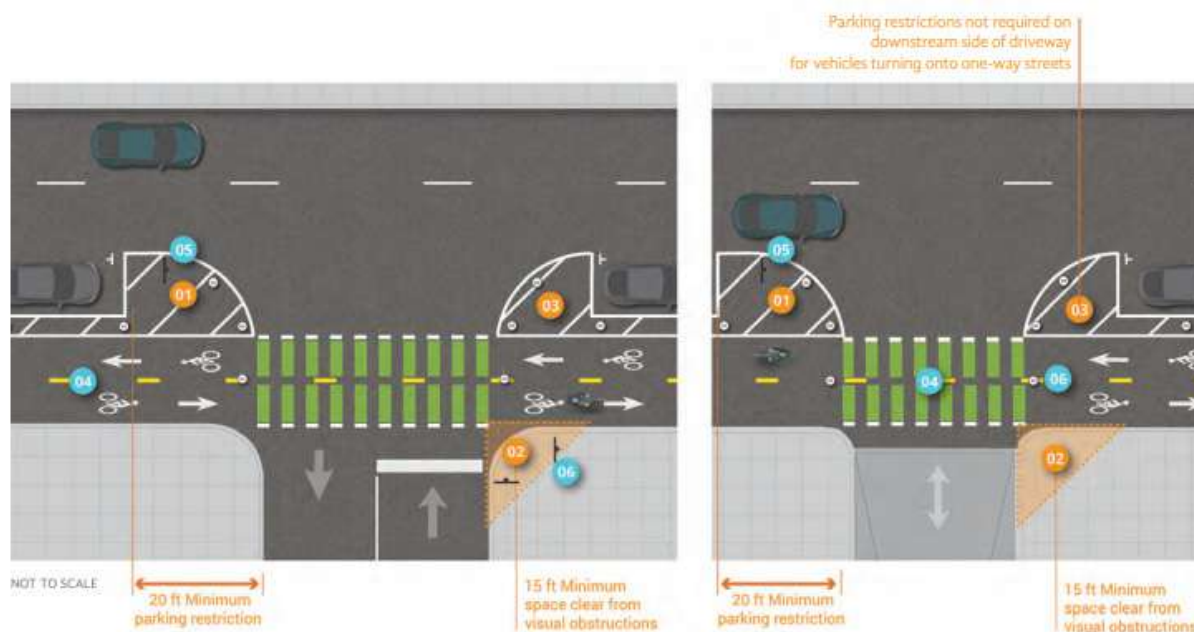 Parking restrictions not required on
downstream side of driveway
for vehicles turning onto one-way streets
05
01
03
04
02
06
05
01
03
04
06
02
NOT TO SCALE
20 ft Minimum
parking restriction
15 ft Minimum
space clear from
visual obstructions
20 ft Minimum
parking restriction
15 ft Minimum
space clear from
visual obstructions